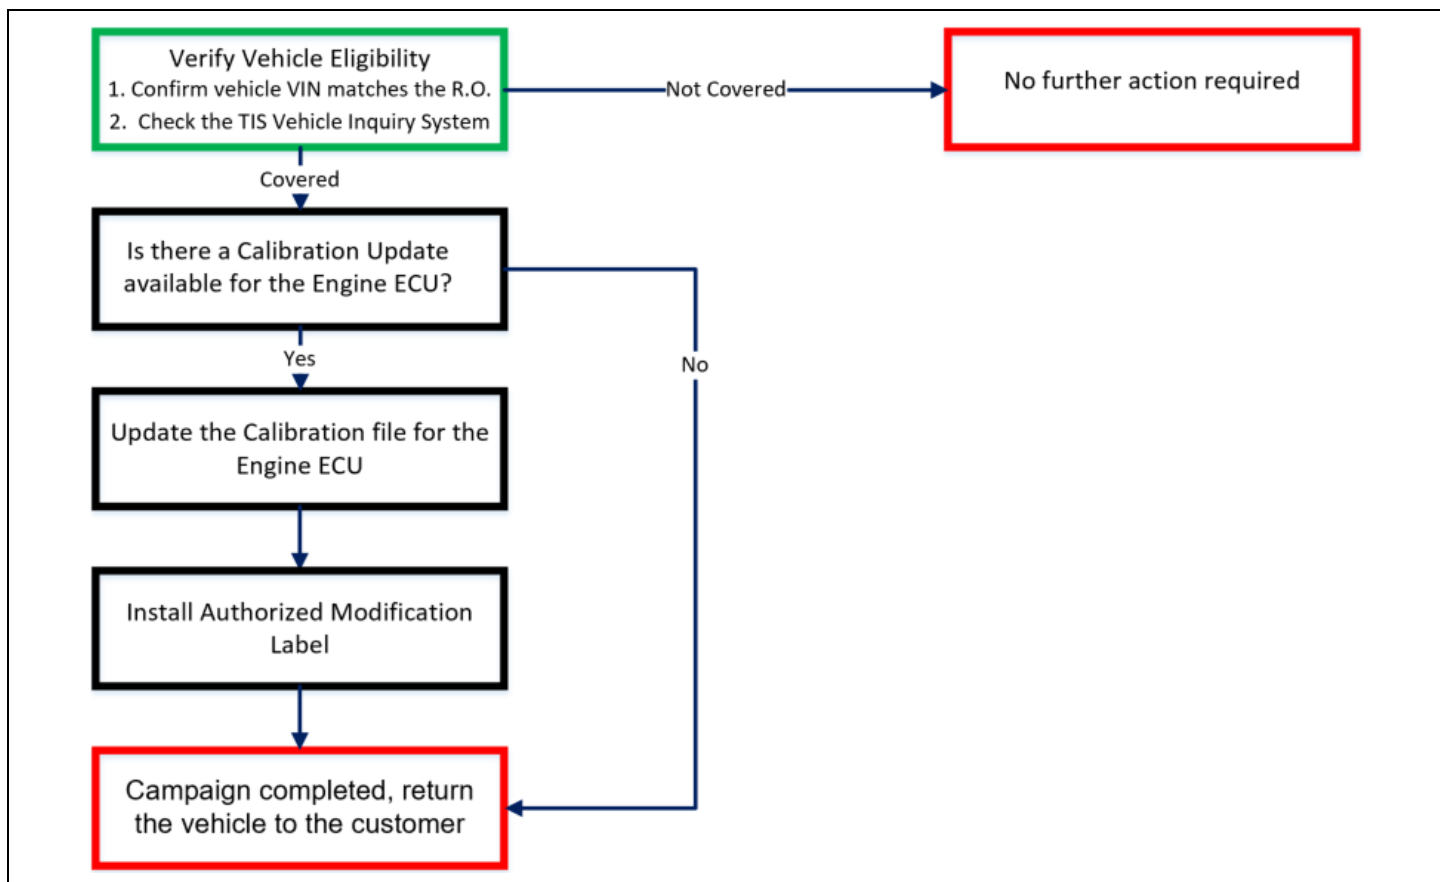 Verify Vehicle Eligibility
1. Confirm vehicle VIN matches the R.O.
2. Check the TIS Vehicle Inquiry System
Not Covered
No further action required
Covered
Is there a Calibration Update
available for the Engine ECU?
Yes
No
Update the Calibration file for the
Engine ECU
Install Authorized Modification
Label
Campaign completed, return
the vehicle to the customer